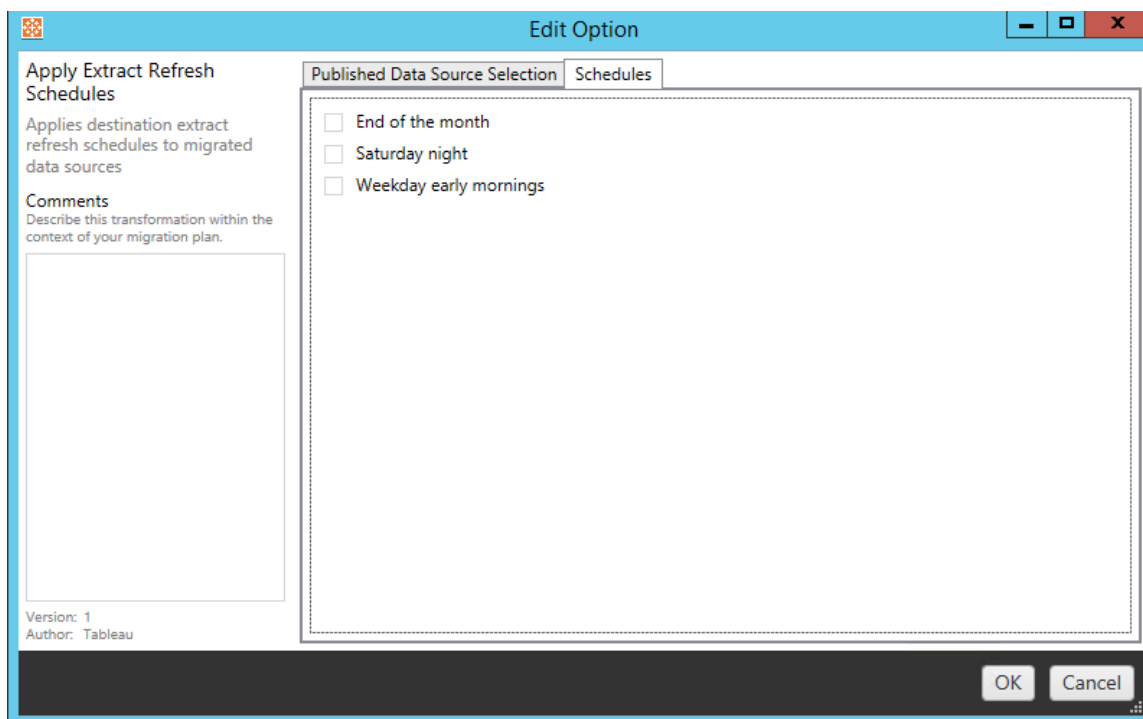 Edit Option
Apply Extract Refresh
Schedules
Applies destination extract
refresh schedules to migrated
data sources
Comments
Describe this transformation within the
context of your migration plan.
Version: 1
Author: Tableau
Published Data Source Selection
Schedules
End of the month
Saturday night
Weekday early mornings
OK
Cancel